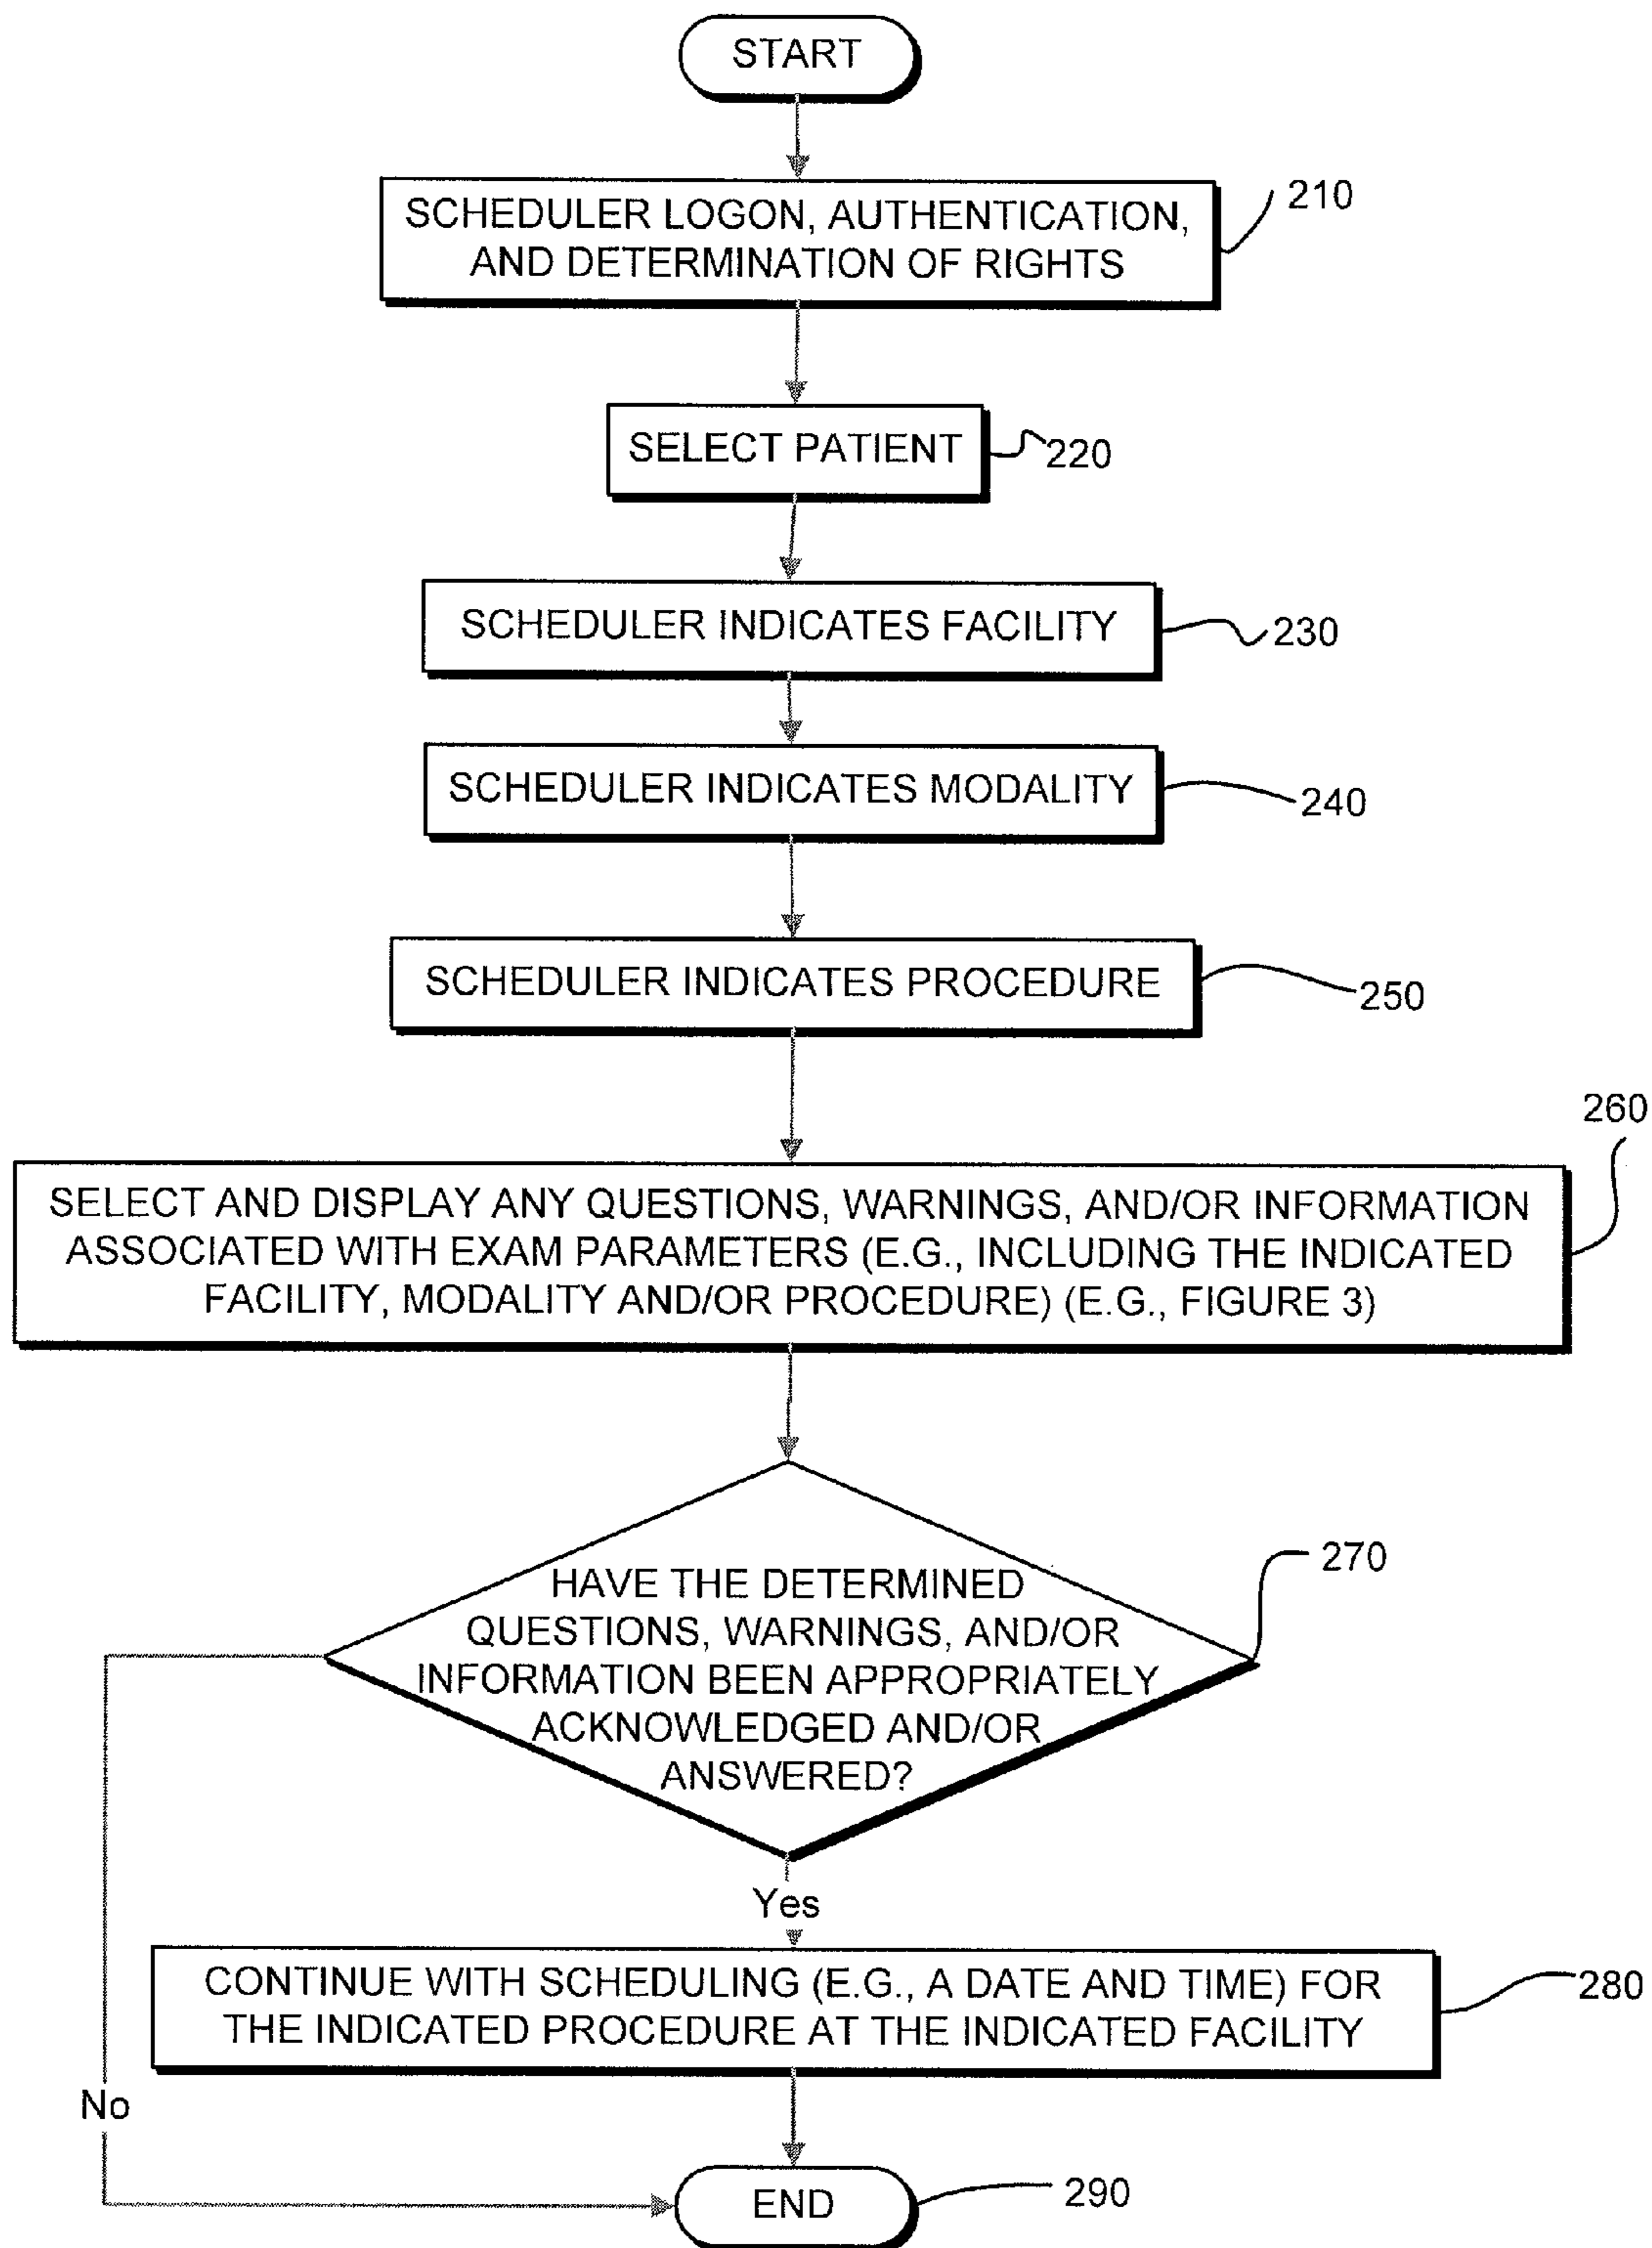 START
SCHEDULER LOGON, AUTHENTICATION,
AND DETERMINATION OF RIGHTS
210
SELECT PATIENT
220
SCHEDULER INDICATES FACILITY
230
SCHEDULER INDICATES MODALITY
240
SCHEDULER INDICATES PROCEDURE
250
260
SELECT AND DISPLAY ANY QUESTIONS, WARNINGS, AND/OR INFORMATION
ASSOCIATED WITH EXAM PARAMETERS (E.G., INCLUDING THE INDICATED
FACILITY, MODALITY AND/OR PROCEDURE) (E.G., FIGURE 3)
270
HAVE THE DETERMINED
QUESTIONS, WARNINGS, AND/OR
INFORMATION BEEN APPROPRIATELY
ACKNOWLEDGED AND/OR
ANSWERED?
Yes
CONTINUE WITH SCHEDULING (E.G., A DATE AND TIME) FOR
THE INDICATED PROCEDURE AT THE INDICATED FACILITY
280
No
END
290